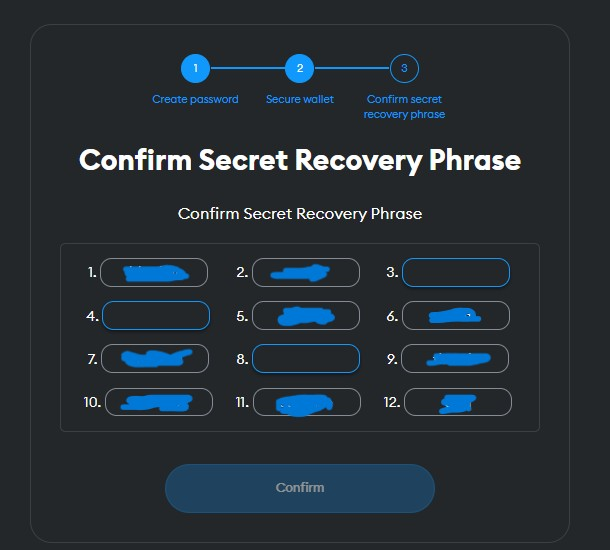 1 2 3
Create password Secure wallet Confirm secret
recovery phrase
Confirm Secret Recovery Phrase
Confirm Secret Recovery Phrase
1. 2. 3.
4. 5. 6.
7. 8. 9.
10. 11. 12.
Confirm